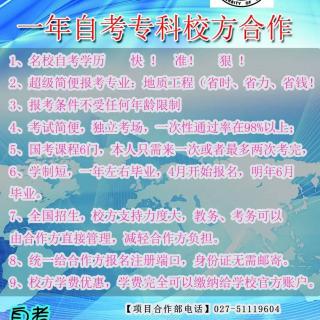 一年自考专科校方合作
1、名校自考学历 快！ 准！ 狠！
2、超级简便报考专业：地质工程（省时、省力、省钱！
3、报考条件不受任何年龄限制
4、考试简便，独立考场，一次性通过率在98%以上；
5、国考课程6门，本人只需来一次或者最多两次考完，
6、学制短，一年左右毕业，4月开始报名，明年6月
毕业。
7、全国招生，校方支持力度大，教务、考务可以
由合作方直接管理，减轻合作方负担。
8、统一给合作方报名注册端口，身份证无需邮寄。
9、校方学费优惠，学费完全可以缴纳给学校官方账户。
自考
【项目合作部电话】027-51119604